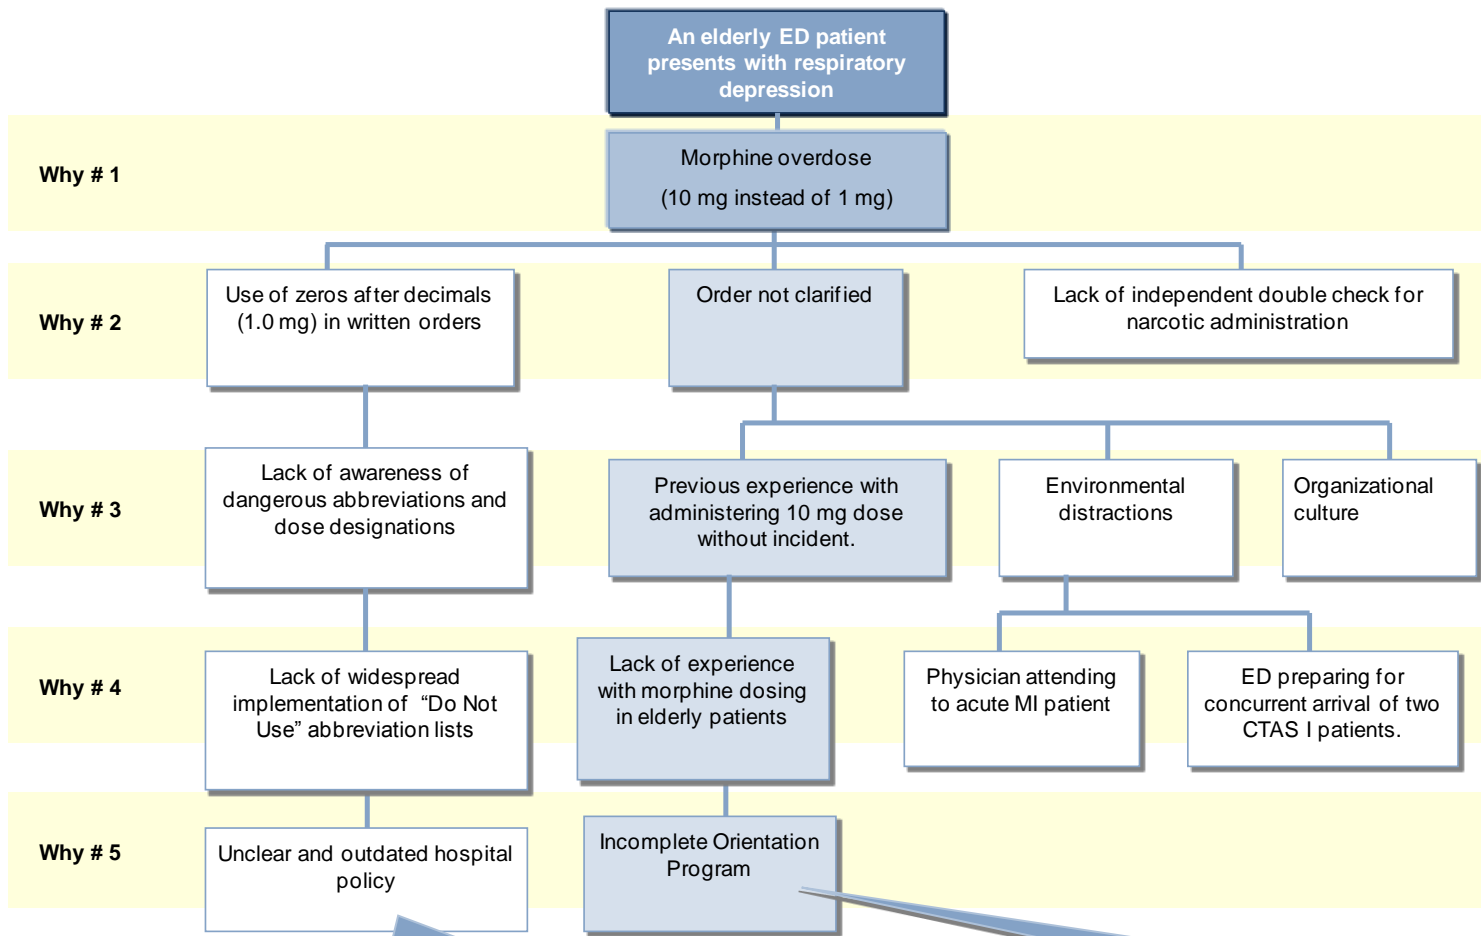 An elderly ED patient
presents with respiratory
depression
Why # 1
Morphine overdose
(10 mg instead of 1 mg)
Why # 2
Use of zeros after decimals
(1.0 mg) in written orders
Order not clarified
Lack of independent double check for
narcotic administration
Why # 3
Lack of awareness of
dangerous abbreviations and
dose designations
Previous experience with
administering 10 mg dose
without incident.
Environmental
distractions
Organizational
culture
Why # 4
Lack of widespread
implementation of “Do Not
Use” abbreviation lists
Lack of experience
with morphine dosing
in elderly patients
Physician attending
to acute MI patient
ED preparing for
concurrent arrival of two
CTAS I patients.
Why # 5
Unclear and outdated hospital
policy
Incomplete Orientation
Program